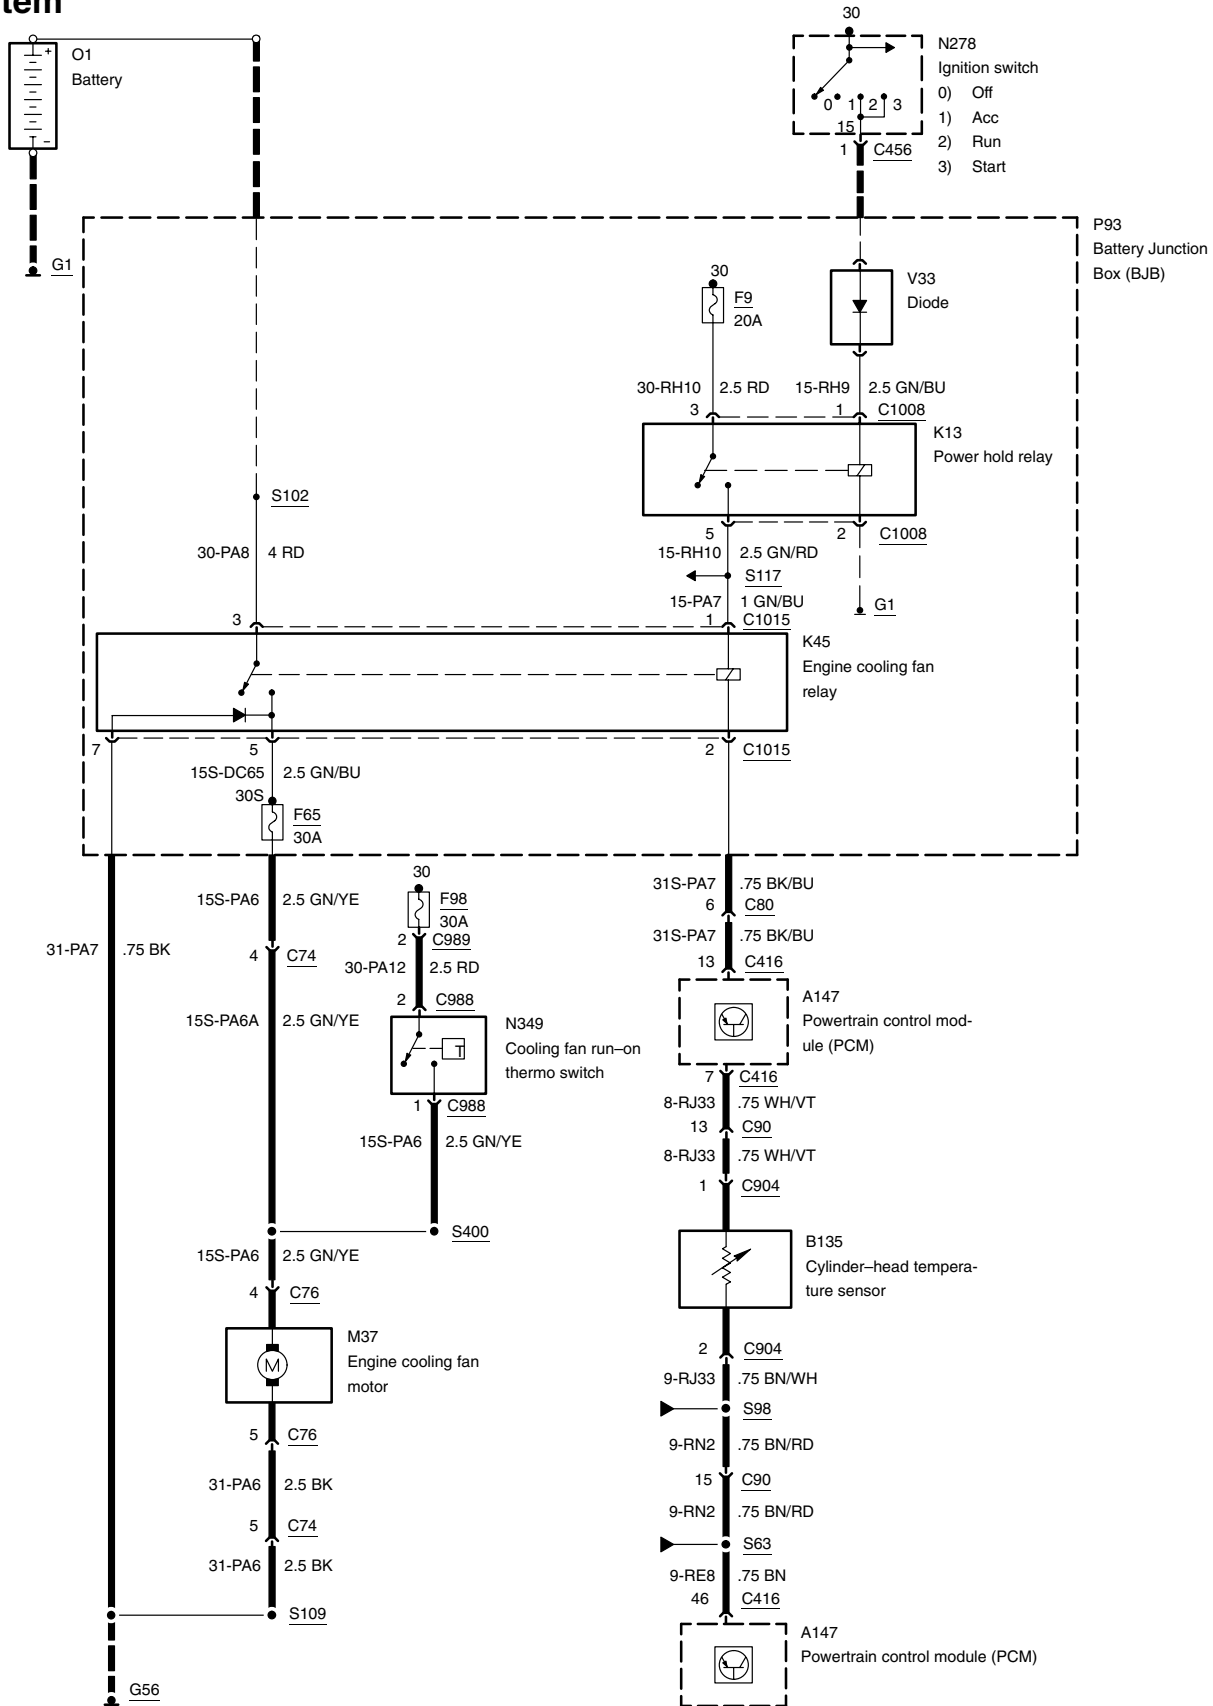 tem
30
O1
Battery
+
−
N278
Ignition switch
0) Off
1) Acc
2) Run
3) Start
0 1 2 3
15
1 C456
G1
P93
Battery Junction
Box (BJB)
30
F9
20A
V33
Diode
30-RH10 2.5 RD
15-RH9 2.5 GN/BU
3 1 C1008
K13
Power hold relay
S102
5 2 C1008
30-PA8 4 RD
15-RH10 2.5 GN/RD
S117
15-PA7 1 GN/BU
G1
3 1 C1015
K45
Engine cooling fan
relay
7 5 2 C1015
15S-DC65 2.5 GN/BU
30S
F65
30A
30
31S-PA7 .75 BK/BU
15S-PA6 2.5 GN/YE
F98
30A
6 C80
31-PA7 .75 BK
4 C74
2 C989
31S-PA7 .75 BK/BU
30-PA12 2.5 RD
13 C416
2 C988
A147
Powertrain control mod-
ule (PCM)
15S-PA6A 2.5 GN/YE
N349
Cooling fan run–on
thermo switch
T
7 C416
1 C988
8-RJ33 .75 WH/VT
13 C90
15S-PA6 2.5 GN/YE
8-RJ33 .75 WH/VT
1 C904
S400
15S-PA6 2.5 GN/YE
B135
Cylinder–head tempera-
ture sensor
4 C76
M37
Engine cooling fan
motor
M
2 C904
9-RJ33 .75 BN/WH
S98
5 C76
9-RN2 .75 BN/RD
31-PA6 2.5 BK
15 C90
9-RN2 .75 BN/RD
5 C74
S63
31-PA6 2.5 BK
9-RE8 .75 BN
46 C416
S109
A147
Powertrain control module (PCM)
G56